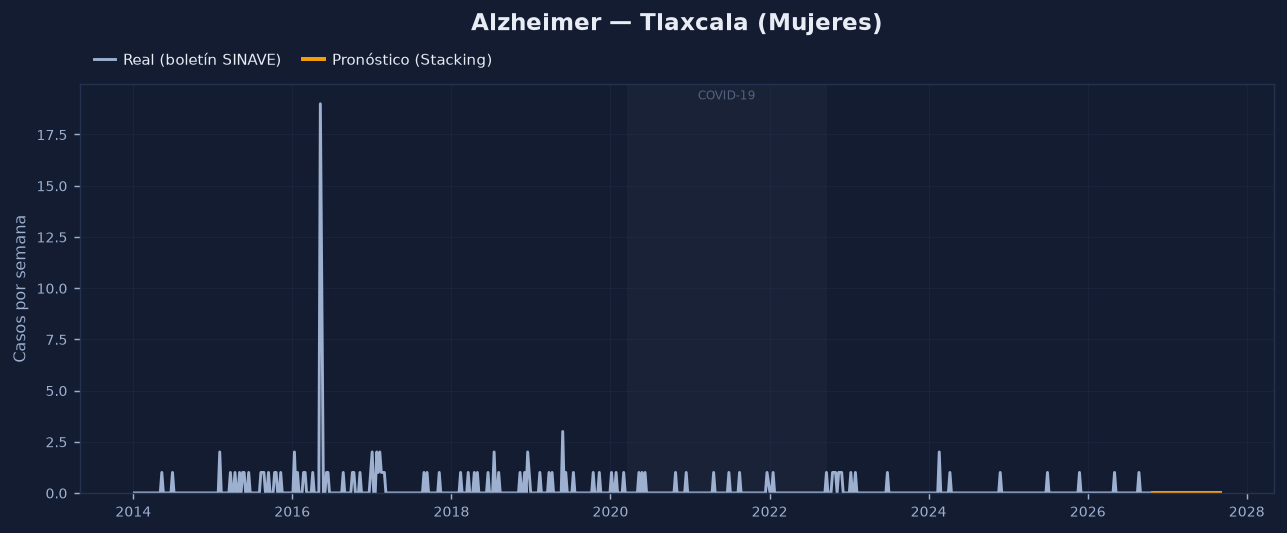 Alzheimer — Tlaxcala (Mujeres)
Real (boletín SINAVE) Pronóstico (Stacking)
COVID-19
Casos por semana
17.5
15.0
12.5
10.0
7.5
5.0
2.5
0.0
2014 2016 2018 2020 2022 2024 2026 2028